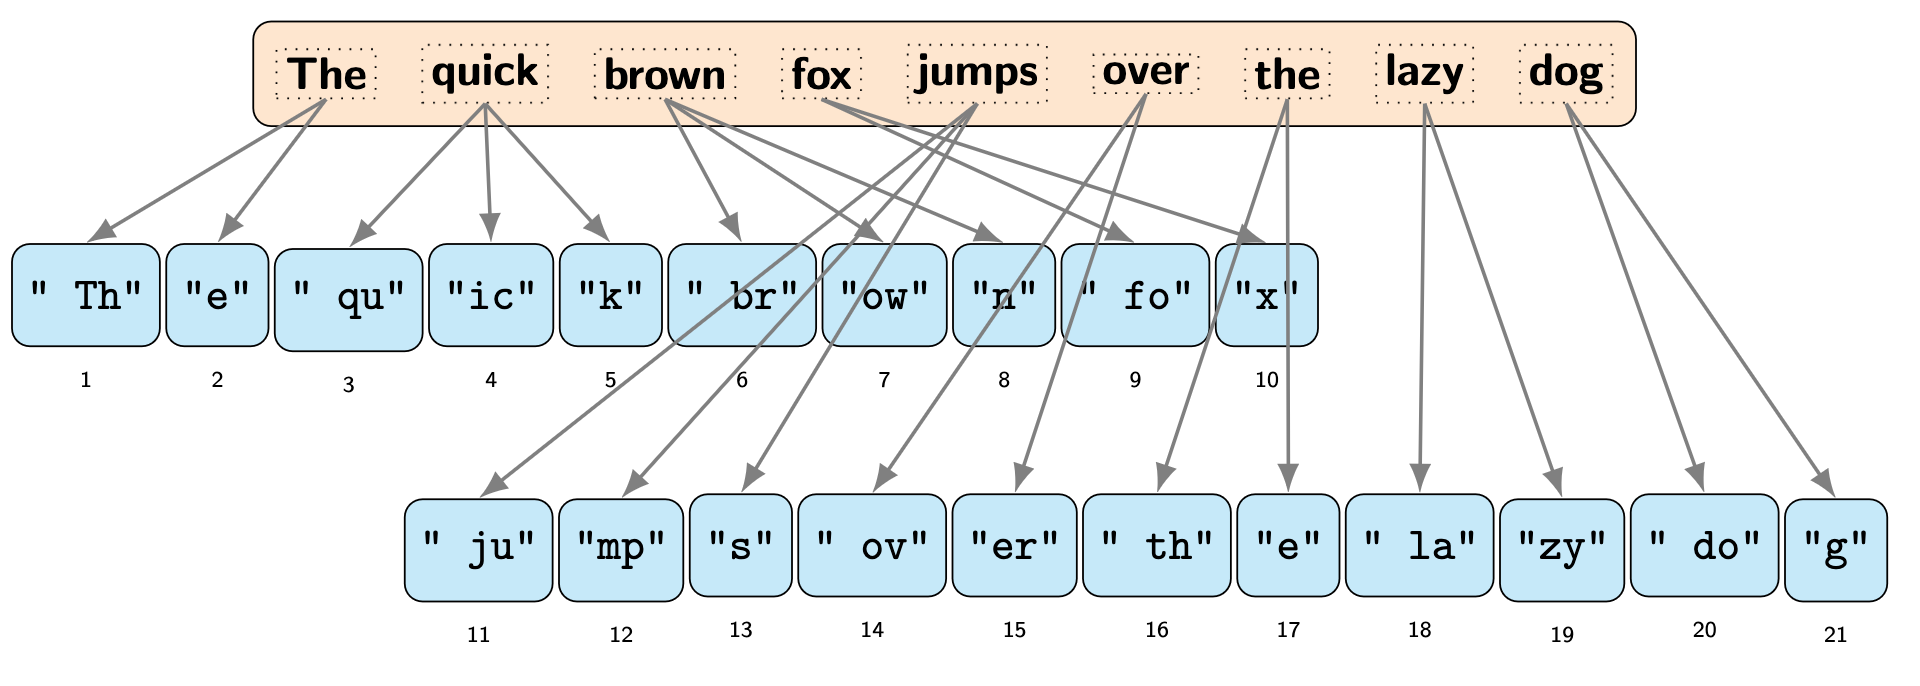 The quick brown fox jumps over the lazy dog
" Th" "e" " qu" "ic" "k" " br" "ow" "n" " fo" "x"
1 2 3 4 5 6 7 8 9 10
" ju" "mp" "s" " ov" "er" " th" "e" " la" "zy" " do" "g"
11 12 13 14 15 16 17 18 19 20 21